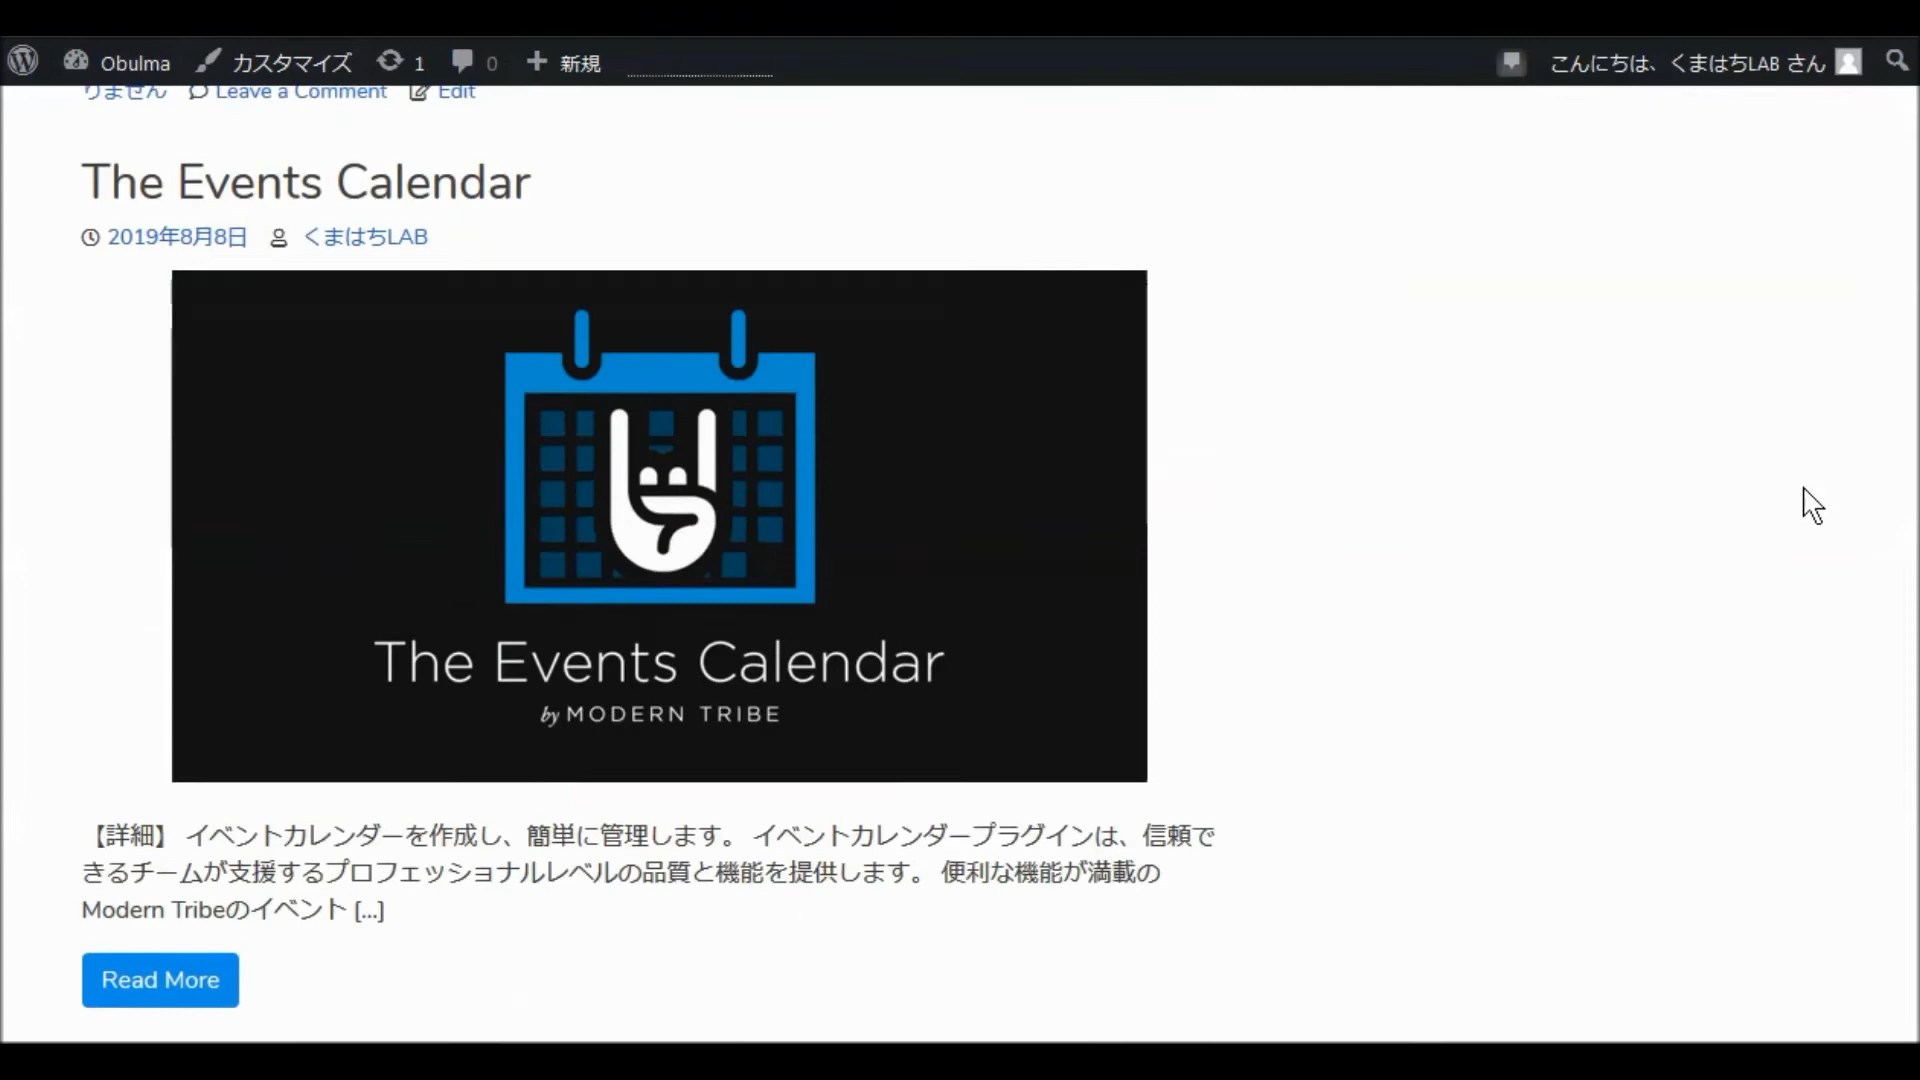 Obulma カスタマイズ 1 0 新規 こんにちは、くまはちLAB さん
りません Leave a Comment Edit
The Events Calendar
2019年8月8日 くまはちLAB
The Events Calendar
by MODERN TRIBE
【詳細】 イベントカレンダーを作成し、簡単に管理します。 イベントカレンダープラグインは、信頼で
きるチームが支援するプロフェッショナルレベルの品質と機能を提供します。 便利な機能が満載の
Modern Tribeのイベント [...]
Read More